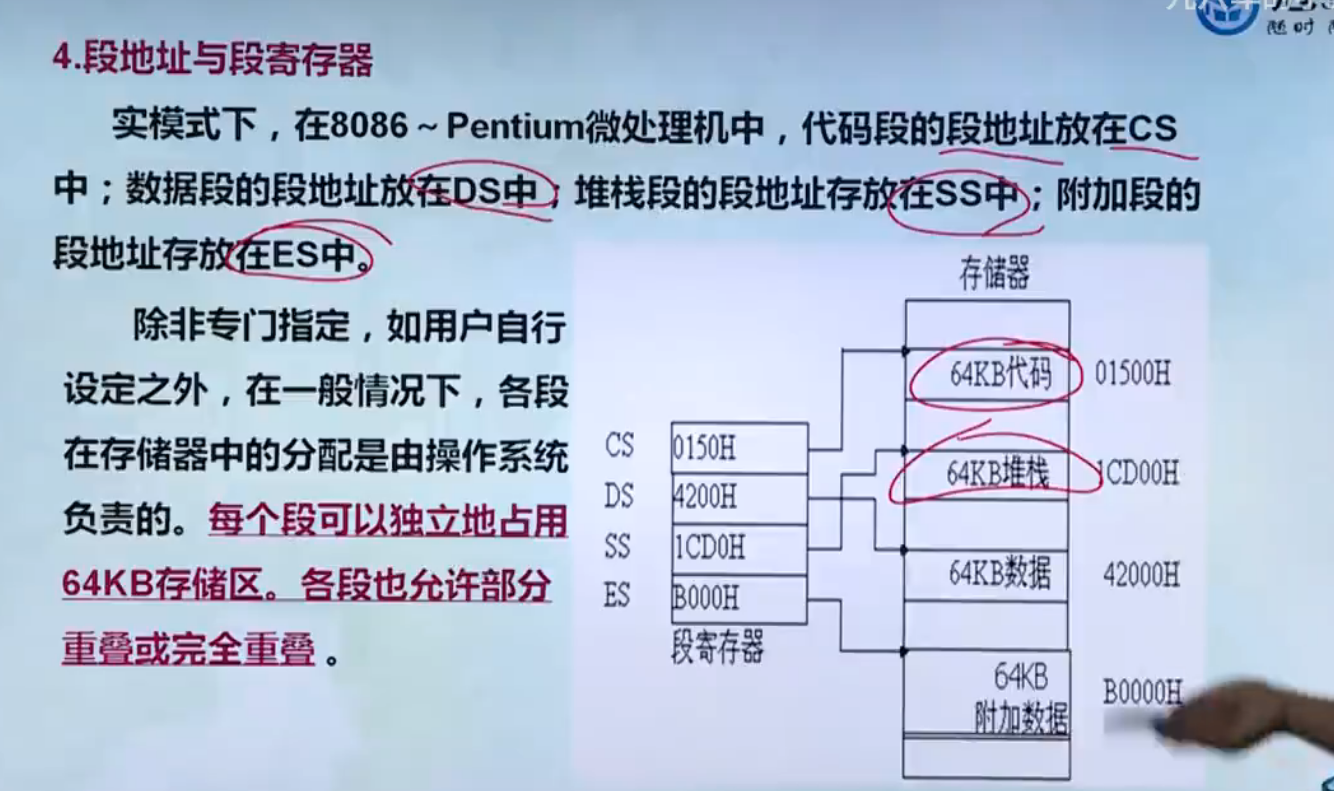 随时
4.段地址与段寄存器
实模式下，在8086～Pentium微处理机中，代码段的段地址放在CS
中；数据段的段地址放在DS中；堆栈段的段地址存放在SS中；附加段的
段地址存放在ES中。
除非专门指定，如用户自行
设定之外，在一般情况下，各段
在存储器中的分配是由操作系统
负责的。每个段可以独立地占用
64KB存储区。各段也允许部分
重叠或完全重叠。
存储器
64KB代码 01500H
CS 0150H
64KB堆栈 1CD00H
DS 4200H
SS 1CD0H
64KB数据 42000H
ES B000H
段寄存器
64KB
附加数据
B0000H